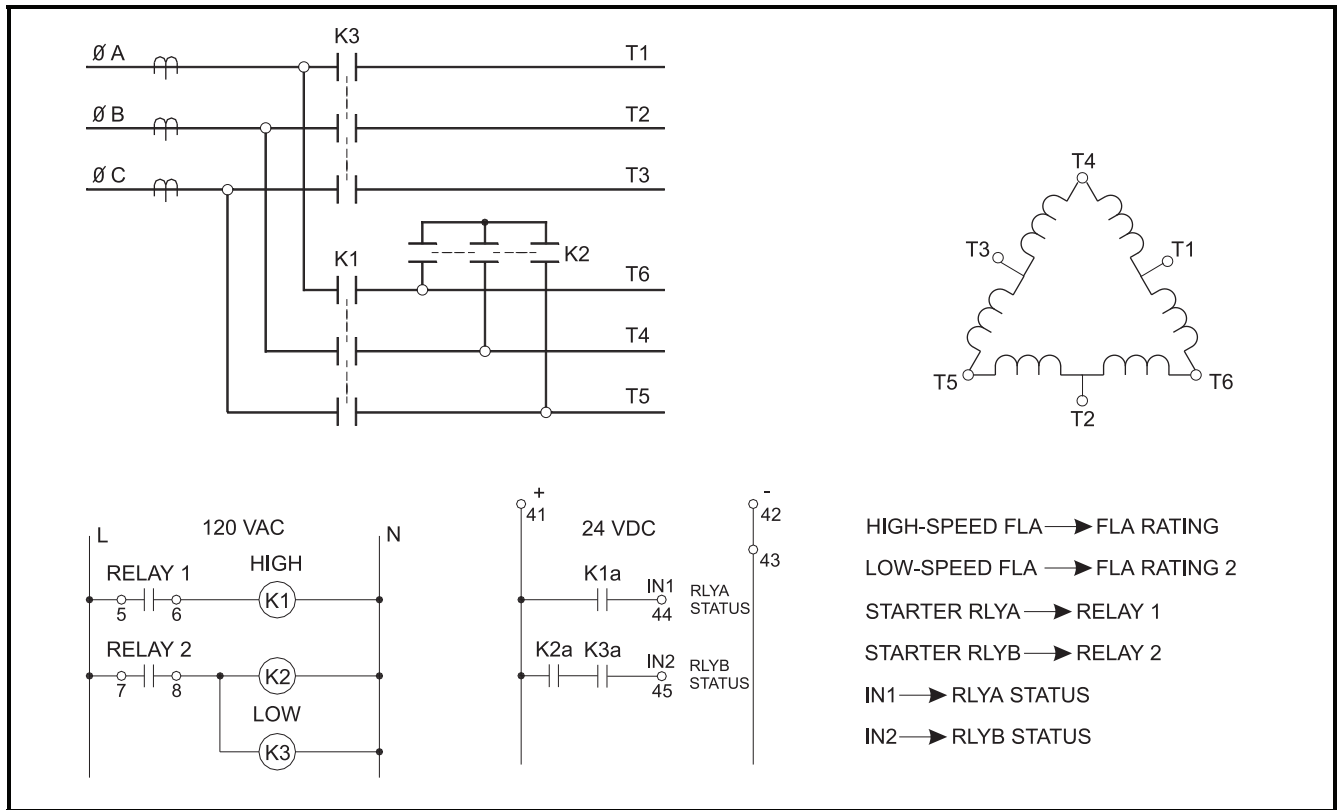 K3
Ø A
T1
Ø B
T2
Ø C
T3
K1
K2
T6
T4
T5
T4
T3
T1
T5
T6
T2
L
120 VAC
N
HIGH
RELAY 1
K1
5
6
RELAY 2
K2
7
8
LOW
K3
+
41
24 VDC
-
42
43
K1a
IN1
RLYA
STATUS
44
K2a
K3a
IN2
RLYB
STATUS
45
HIGH-SPEED FLA → FLA RATING
LOW-SPEED FLA → FLA RATING 2
STARTER RLYA → RELAY 1
STARTER RLYB → RELAY 2
IN1 → RLYA STATUS
IN2 → RLYB STATUS